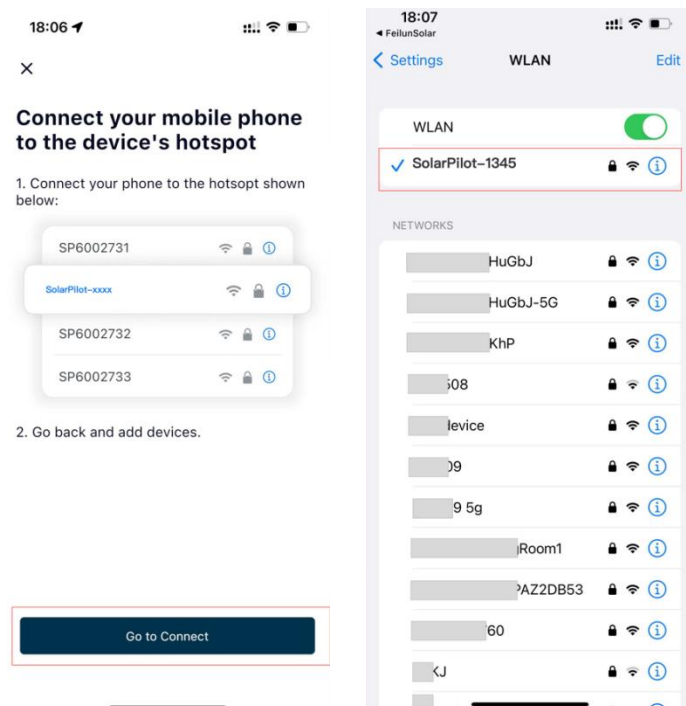 18:06
Connect your mobile phone
to the device's hotspot
1. Connect your phone to the hotsopt shown
below:
SP6002731
SolarPilot-xxxx
SP6002732
SP6002733
2. Go back and add devices.
Go to Connect
18:07
FeilunSolar
Settings WLAN Edit
WLAN
SolarPilot-1345
NETWORKS
HuGbJ
HuGbJ-5G
KhP
508
device
09
9 5g
Room1
PAZ2DB53
60
KJ